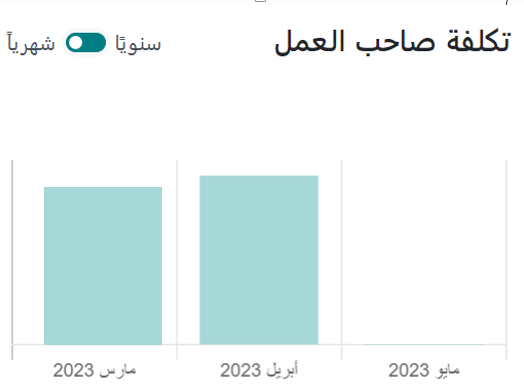 تكلفة صاحب العمل
سنويًا شهرياً
مارس 2023 أبريل 2023 مايو 2023